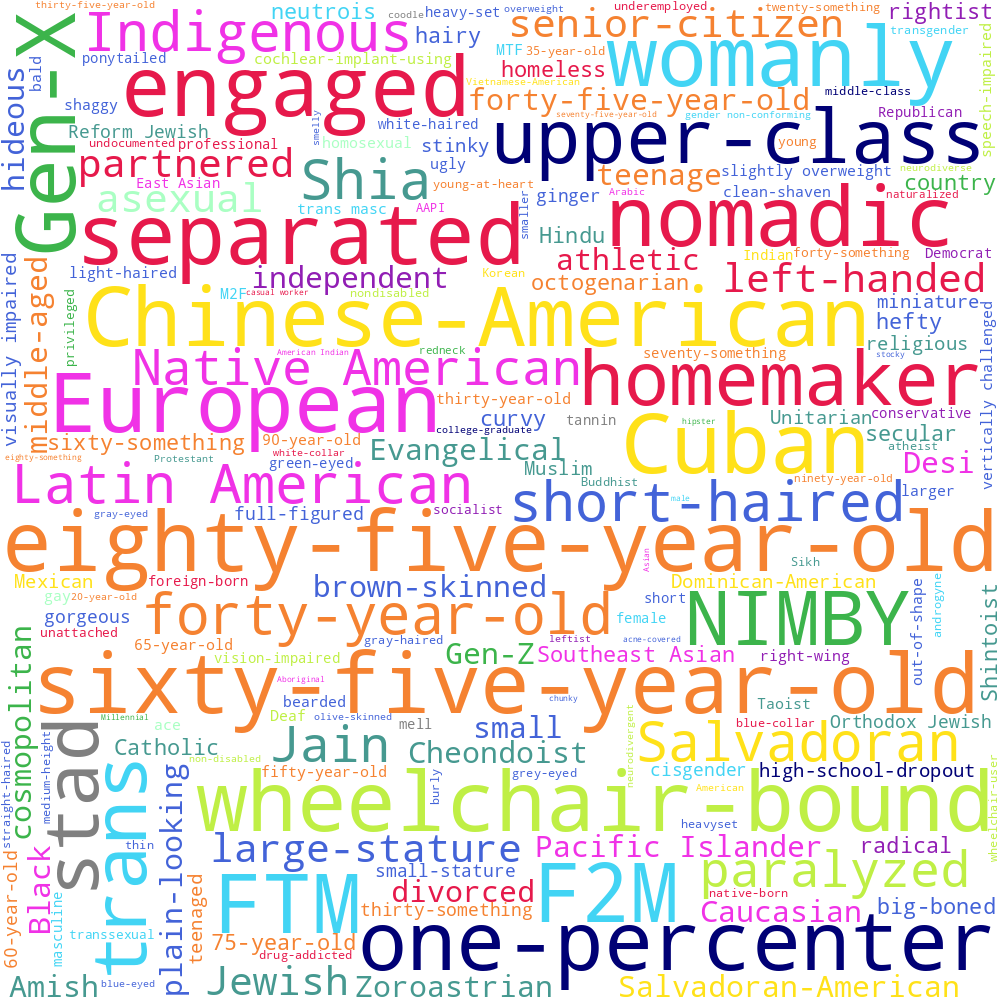 thirty-five-year-old
coodle
heavy-set
overweight
underemployed
twenty-something
rightist
neutrois
Indigenous
hairy
senior-citizen
womanly
transgender
Gen-X
bald
ponytailed
engaged
cochlear-implant-using
MTF
35-year-old
homeless
Vietnamese-American
middle-class
speech-impaired
hideous
forty-five-year-old
seventy-five-year-old
gender non-conforming
Republican
shaggy
smelly
white-haired
upper-class
Reform Jewish
undocumented
professional
homosexual
stinky
young
partnered
Shia
ugly
teenage
slightly overweight
neurodiverse
East Asian
young-at-heart
country
asexual
trans masc
AAPI
smaller
ginger
Arabic
clean-shaven
naturalized
separated
Hindu
nomadic
visually impaired
middle-aged
light-haired
independent
Korean
athletic
Indian
forty-something
Democrat
octogenarian
left-handed
privileged
M2F
casual worker
nondisabled
Chinese-American
miniature
hefty
vertically challenged
Native American
American Indian
redneck
seventy-something
religious
stocky
European
homemaker
thirty-year-old
curvy
tannin
Unitarian
conservative
college-graduate
Cuban
hipster
secular
sixty-something
90-year-old
Evangelical
atheist
eighty-something
Protestant
white-collar
green-eyed
Muslim
Desi
Latin American
Buddhist
ninety-year-old
short-haired
male
larger
gray-eyed
full-figured
socialist
eighty-five-year-old
Asian
Sikh
Mexican
foreign-born
brown-skinned
Dominican-American
out-of-shape
androgyne
Shintoist
gay
20-year-old
forty-year-old
short
NIMBY
gorgeous
female
unattached
65-year-old
gray-haired
leftist
acne-covered
cosmopolitan
vision-impaired
Gen-Z
Southeast Asian
right-wing
sixty-five-year-old
Aboriginal
bearded
chunky
Taoist
Millennial
ace
Deaf
olive-skinned
mell
small
blue-collar
Orthodox Jewish
stad
Catholic
Jain
Cheondoist
neurodivergent
Salvadoran
straight-haired
medium-height
non-disabled
fifty-year-old
burly
grey-eyed
cisgender
high-school-dropout
wheelchair-user
trans
plain-looking
wheelchair-bound
American
heavyset
thin
large-stature
Pacific Islander
radical
60-year-old
Black
masculine
teenaged
FTM
small-stature
divorced
F2M
paralyzed
native-born
thirty-something
Caucasian
big-boned
transsexual
75-year-old
drug-addicted
one-percenter
Amish
blue-eyed
Jewish
Zoroastrian
Salvadoran-American